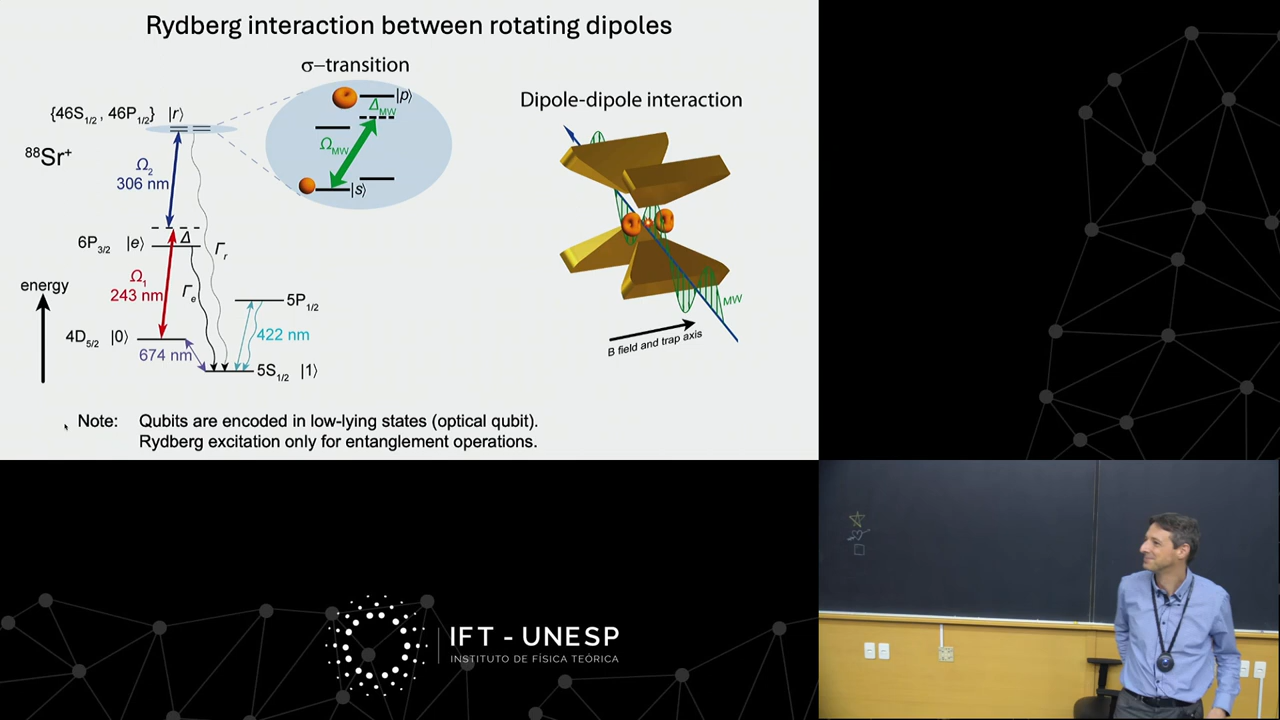 Rydberg interaction between rotating dipoles
σ–transition
{46S1/2 , 46P1/2} |r⟩
|p⟩
ΔMW
ΩMW
|s⟩
88Sr+
Ω2
306 nm
6P3/2 |e⟩
Δ
Γr
Ω1
243 nm
Γe
energy
5P1/2
4D5/2 |0⟩
422 nm
674 nm
5S1/2 |1⟩
Dipole-dipole interaction
MW
B field and trap axis
Note: Qubits are encoded in low-lying states (optical qubit).
Rydberg excitation only for entanglement operations.
IFT - UNESP
INSTITUTO DE FÍSICA TEÓRICA